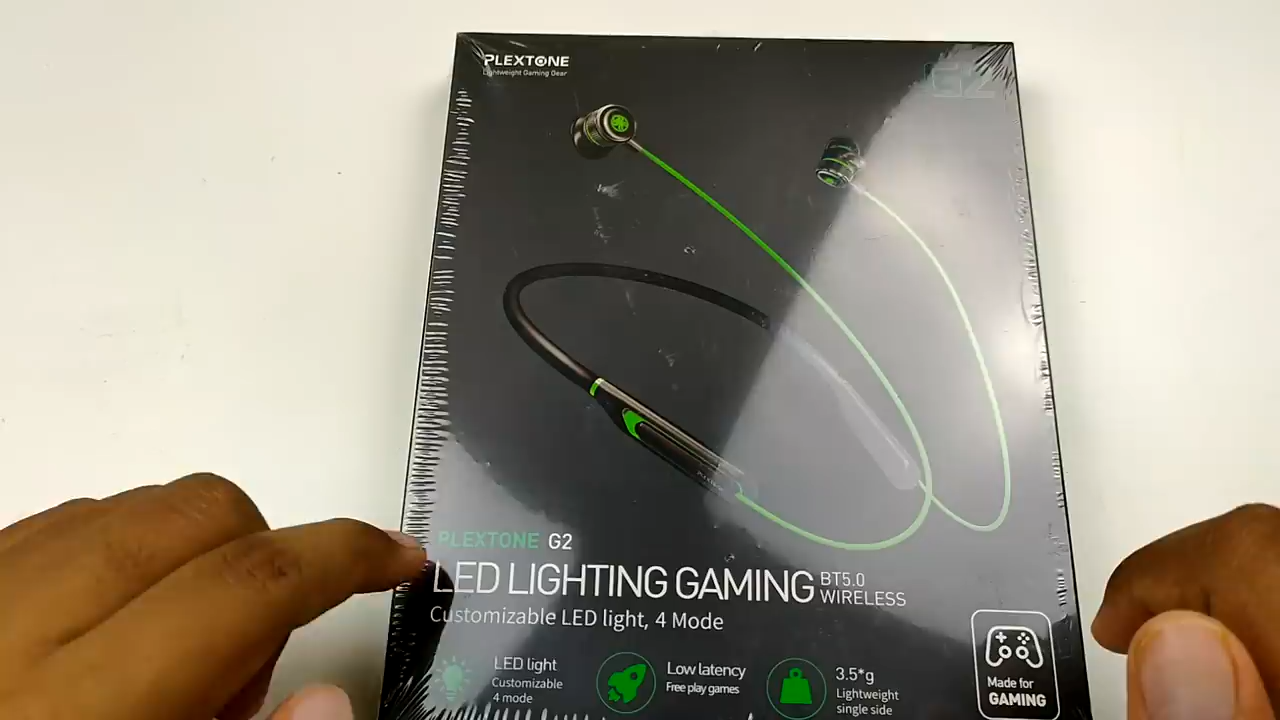 PLEXTONE
Lightweight Gaming Gear
G2
PLEXTONE G2
LED LIGHTING GAMING BT5.0 WIRELESS
Customizable LED light, 4 Mode
LED light
Customizable
4 mode
Low latency
Free play games
3.5*g
Lightweight
single side
Made for
GAMING